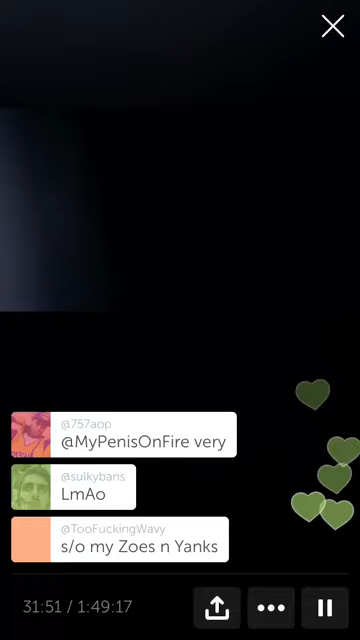 @757aop
@MyPenisOnFire very
@sulkybans
LmAo
@TooFuckingWavy
s/o my Zoes n Yanks
31:51 / 1:49:17